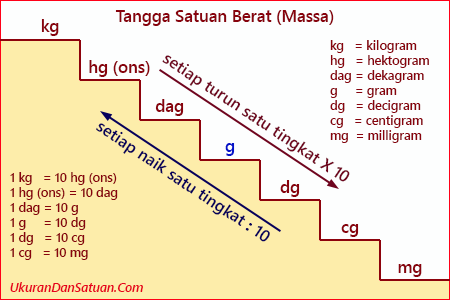 Tangga Satuan Berat (Massa)
kg
hg (ons)
dag
g
dg
cg
mg
setiap turun satu tingkat X 10
setiap naik satu tingkat : 10
kg = kilogram
hg = hektogram
dag = dekagram
g = gram
dg = decigram
cg = centigram
mg = milligram
1 kg = 10 hg (ons)
1 hg (ons) = 10 dag
1 dag = 10 g
1 g = 10 dg
1 dg = 10 cg
1 cg = 10 mg
UkuranDanSatuan.Com